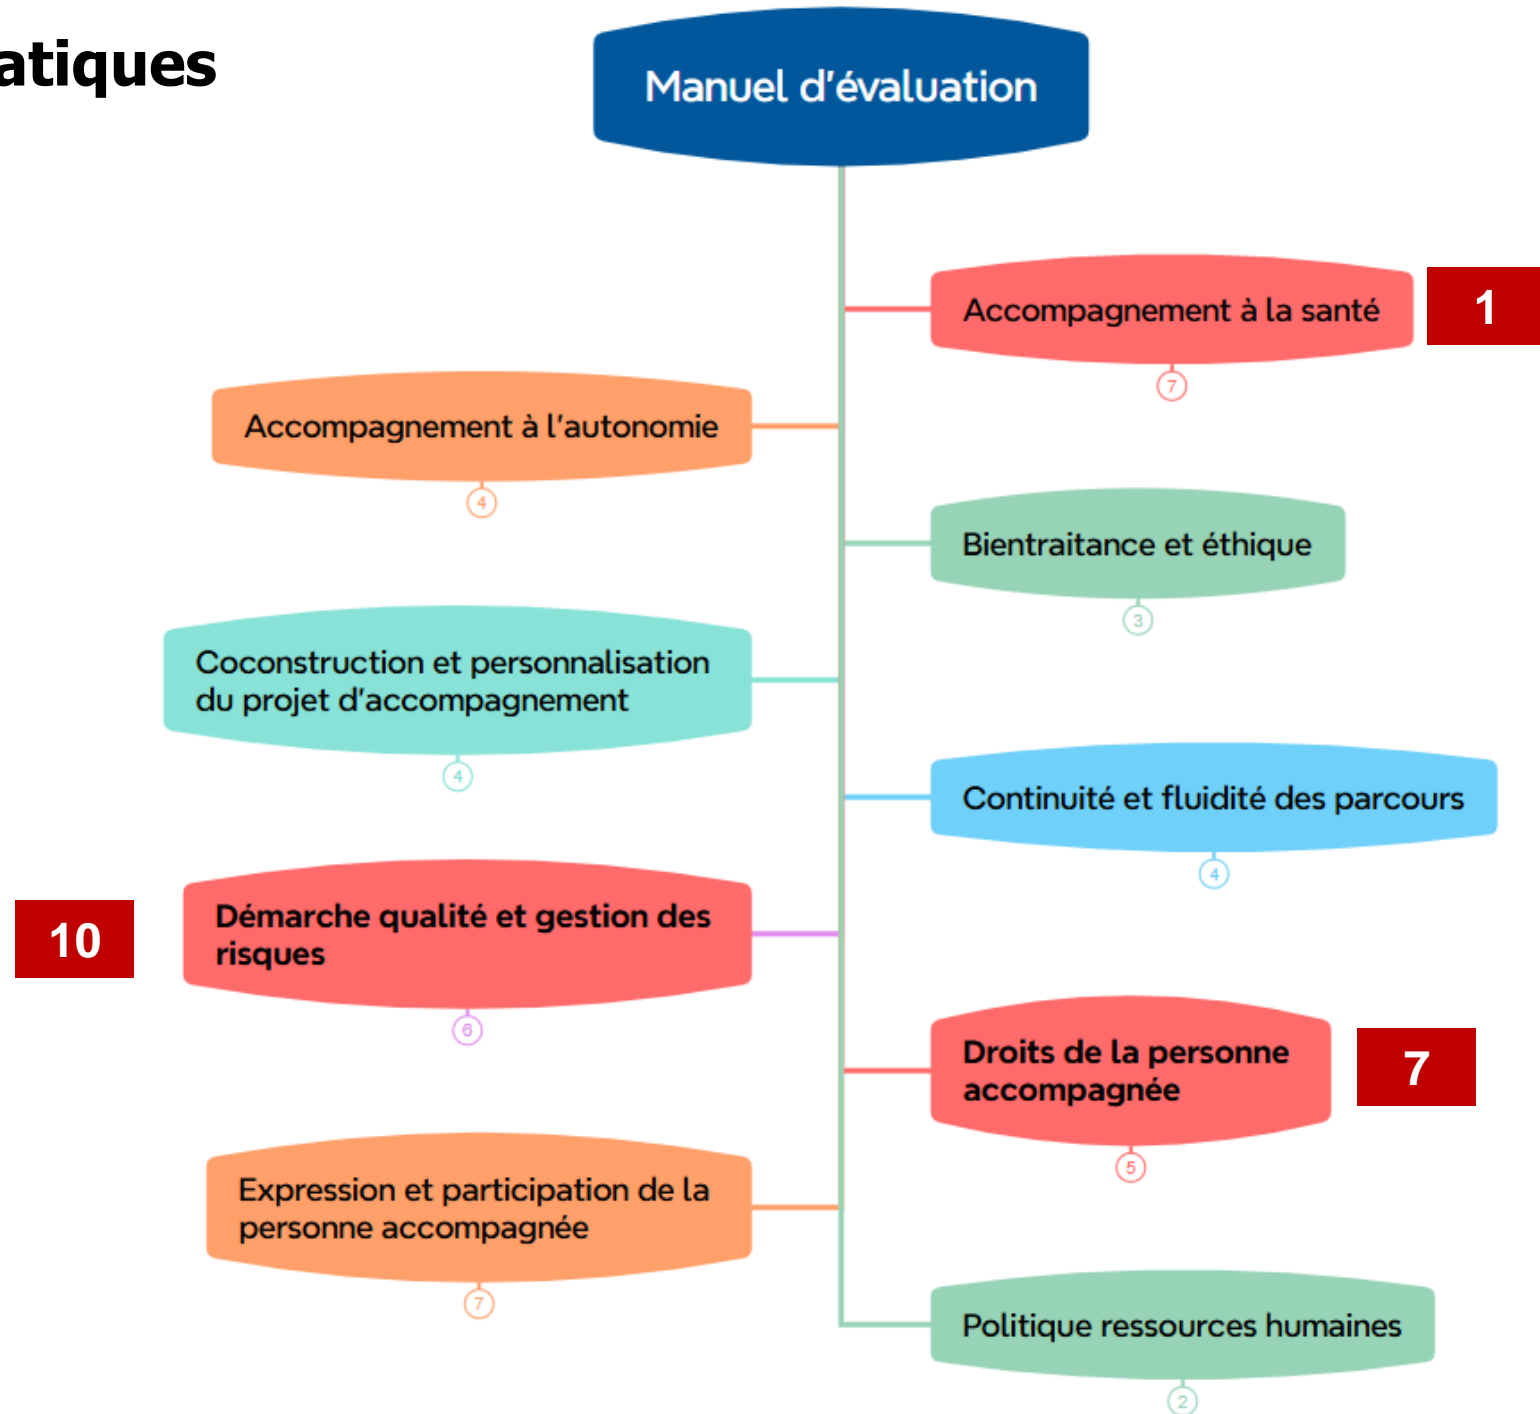 atiques
Manuel d'évaluation
Accompagnement à la santé
1
7
Accompagnement à l'autonomie
4
Bientraitance et éthique
3
Coconstruction et personnalisation
du projet d'accompagnement
4
Continuité et fluidité des parcours
4
10
Démarche qualité et gestion des
risques
6
Droits de la personne
accompagnée
7
5
Expression et participation de la
personne accompagnée
7
Politique ressources humaines
2